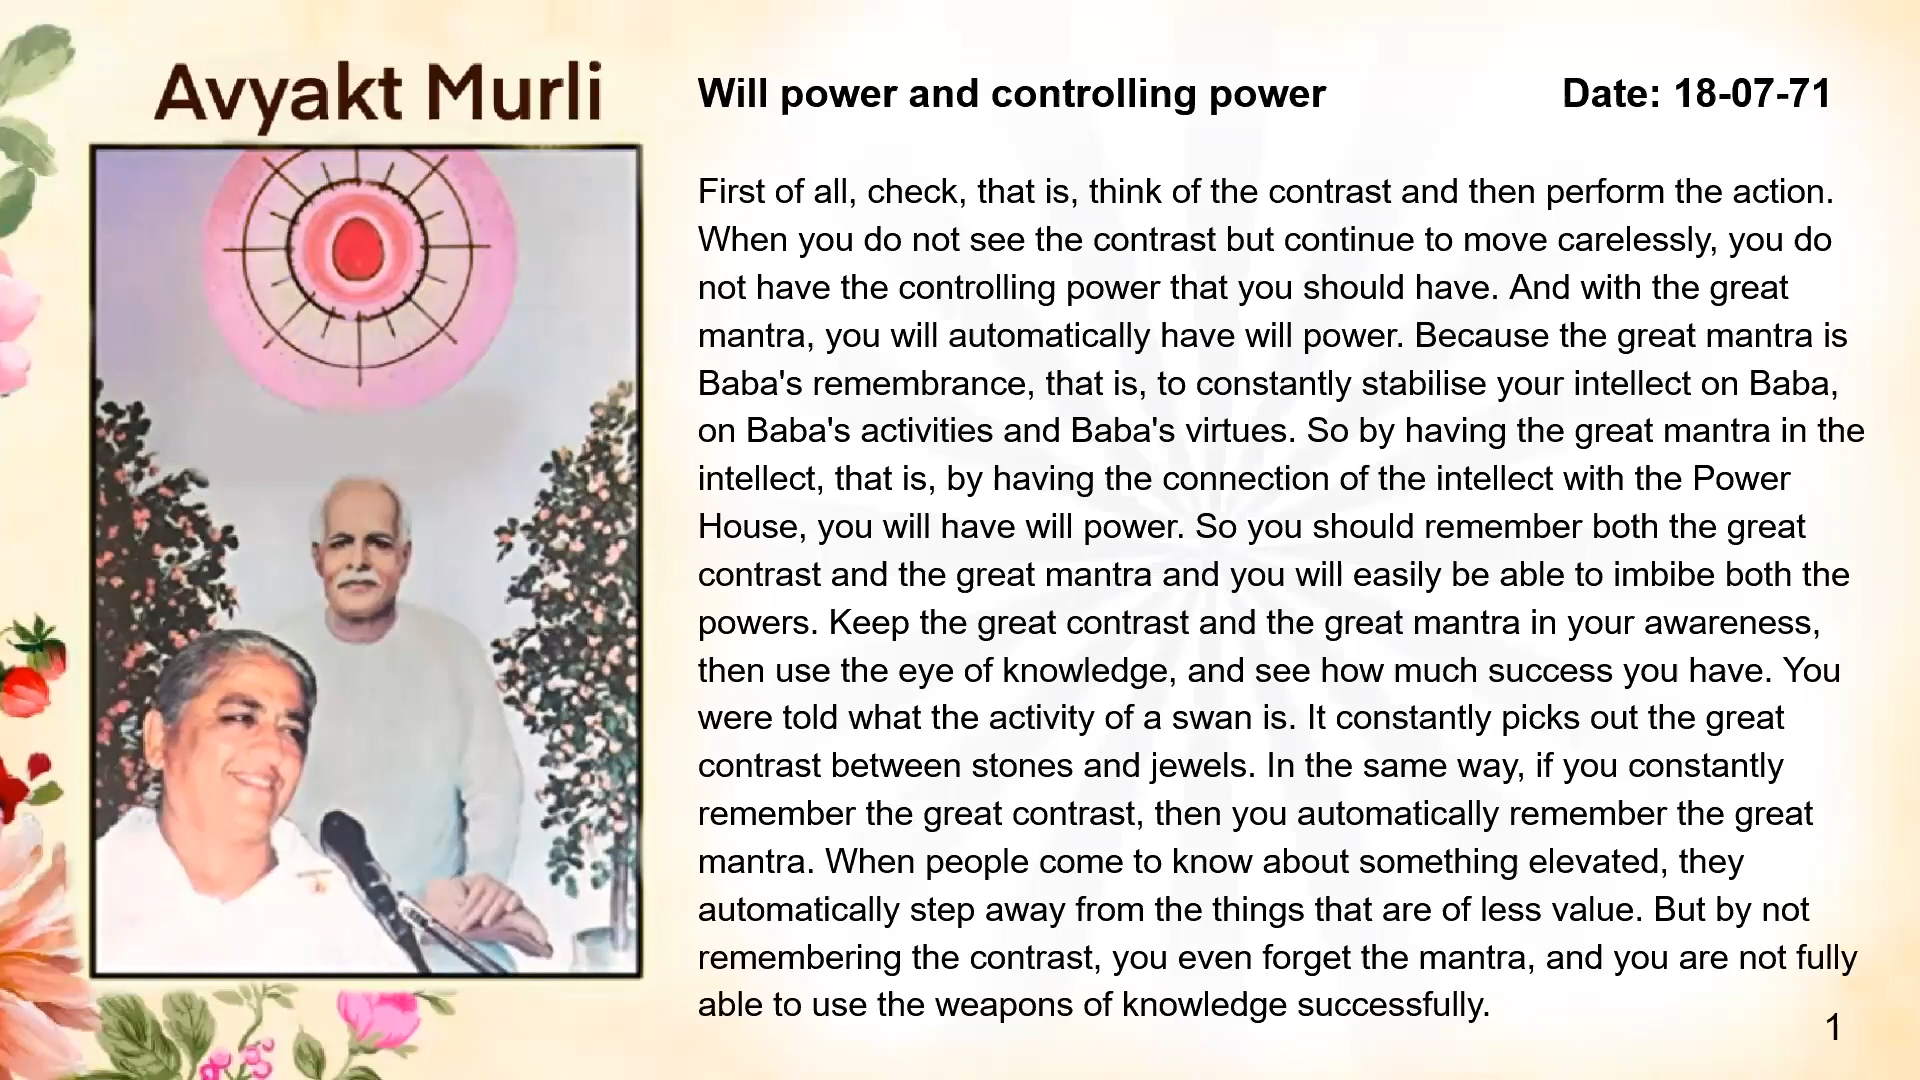 Avyakt Murli
Will power and controlling power
Date: 18-07-71
First of all, check, that is, think of the contrast and then perform the action.
When you do not see the contrast but continue to move carelessly, you do
not have the controlling power that you should have. And with the great
mantra, you will automatically have will power. Because the great mantra is
Baba's remembrance, that is, to constantly stabilise your intellect on Baba,
on Baba's activities and Baba's virtues. So by having the great mantra in the
intellect, that is, by having the connection of the intellect with the Power
House, you will have will power. So you should remember both the great
contrast and the great mantra and you will easily be able to imbibe both the
powers. Keep the great contrast and the great mantra in your awareness,
then use the eye of knowledge, and see how much success you have. You
were told what the activity of a swan is. It constantly picks out the great
contrast between stones and jewels. In the same way, if you constantly
remember the great contrast, then you automatically remember the great
mantra. When people come to know about something elevated, they
automatically step away from the things that are of less value. But by not
remembering the contrast, you even forget the mantra, and you are not fully
able to use the weapons of knowledge successfully.
1